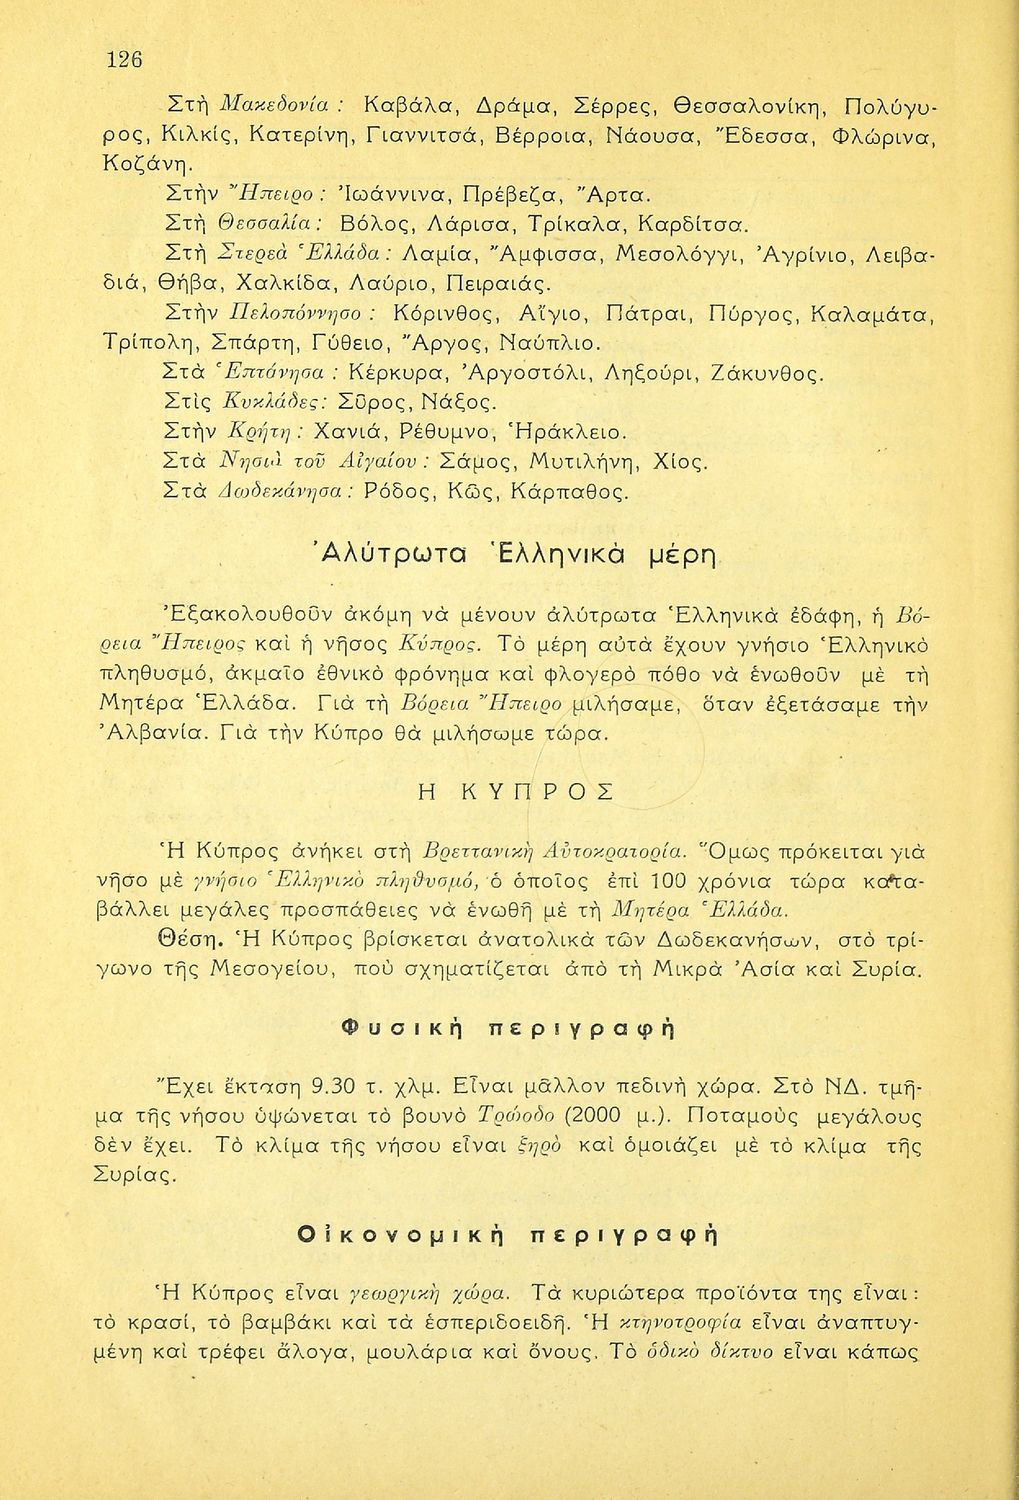 126
Στὴ Μακεδονία : Καβάλα, Δράμα, Σέρρες, Θεσσαλονίκη, Πολύγυ-
ρος, Κιλκίς, Κατερίνη, Γιαννιτσά, Βέρροια, Νάουσα, Ἔδεσσα, Φλώρινα,
Κοζάνη.
Στὴν Ἤπειρο : Ἰωάννινα, Πρέβεζα, Ἄρτα.
Στὴ Θεσσαλία : Βόλος, Λάρισα, Τρίκαλα, Καρδίτσα.
Στὴ Στερεὰ Ἑλλάδα : Λαμία, Ἄμφισσα, Μεσολόγγι, Ἀγρίνιο, Λειβα-
διά, Θήβα, Χαλκίδα, Λαύριο, Πειραιάς.
Στὴν Πελοπόννησο : Κόρινθος, Αἴγιο, Πάτραι, Πύργος, Καλαμάτα,
Τρίπολη, Σπάρτη, Γύθειο, Ἄργος, Ναύπλιο.
Στὰ Ἑπτάνησα : Κέρκυρα, Ἀργοστόλι, Ληξούρι, Ζάκυνθος.
Στὶς Κυκλάδες : Σῦρος, Νάξος.
Στὴν Κρήτη : Χανιά, Ρέθυμνο, Ἡράκλειο.
Στὰ Νησιὰ τοῦ Αἰγαίου : Σάμος, Μυτιλήνη, Χίος.
Στὰ Δωδεκάνησα : Ρόδος, Κῶς, Κάρπαθος.
Ἀλύτρωτα Ἑλληνικὰ μέρη
Ἐξακολουθοῦν ἀκόμη νὰ μένουν ἀλύτρωτα Ἑλληνικὰ ἐδάφη, ἡ Βό-
ρεια Ἤπειρος καὶ ἡ νῆσος Κύπρος. Τὸ μέρη αὐτὰ ἔχουν γνήσιο Ἑλληνικὸ
πληθυσμό, ἀκμαῖο ἐθνικὸ φρόνημα καὶ φλογερὸ πόθο νὰ ἑνωθοῦν μὲ τὴ
Μητέρα Ἑλλάδα. Γιὰ τὴ Βόρεια Ἤπειρο μιλήσαμε, ὅταν ἐξετάσαμε τὴν
Ἀλβανία. Γιὰ τὴν Κύπρο θὰ μιλήσωμε τώρα.
Η ΚΥΠΡΟΣ
Ἡ Κύπρος ἀνήκει στὴ Βρεττανικὴ Αὐτοκρατορία. Ὅμως πρόκειται γιὰ
νῆσο μὲ γνήσιο Ἑλληνικὸ πληθυσμό, ὁ ὁποῖος ἐπὶ 100 χρόνια τώρα κατα-
βάλλει μεγάλες προσπάθειες νὰ ἑνωθῆ μὲ τὴ Μητέρα Ἑλλάδα.
Θέση. Ἡ Κύπρος βρίσκεται ἀνατολικὰ τῶν Δωδεκανήσων, στὸ τρί-
γωνο τῆς Μεσογείου, ποὺ σχηματίζεται ἀπὸ τὴ Μικρὰ Ἀσία καὶ Συρία.
Φυσικὴ περιγραφὴ
Ἔχει ἔκταση 9.30 τ. χλμ. Εἶναι μᾶλλον πεδινὴ χώρα. Στὸ ΝΔ. τμῆ-
μα τῆς νήσου ὑψώνεται τὸ βουνὸ Τρώοδο (2000 μ.). Ποταμοὺς μεγάλους
δὲν ἔχει. Τὸ κλίμα τῆς νήσου εἶναι ξηρὸ καὶ ὁμοιάζει μὲ τὸ κλίμα τῆς
Συρίας.
Οἰκονομικὴ περιγραφὴ
Ἡ Κύπρος εἶναι γεωργικὴ χώρα. Τὰ κυριώτερα προϊόντα της εἶναι :
τὸ κρασί, τὸ βαμβάκι καὶ τὰ ἑσπεριδοειδῆ. Ἡ κτηνοτροφία εἶναι ἀναπτυγ-
μένη καὶ τρέφει ἄλογα, μουλάρια καὶ ὄνους. Τὸ ὁδικὸ δίκτυο εἶναι κάπως